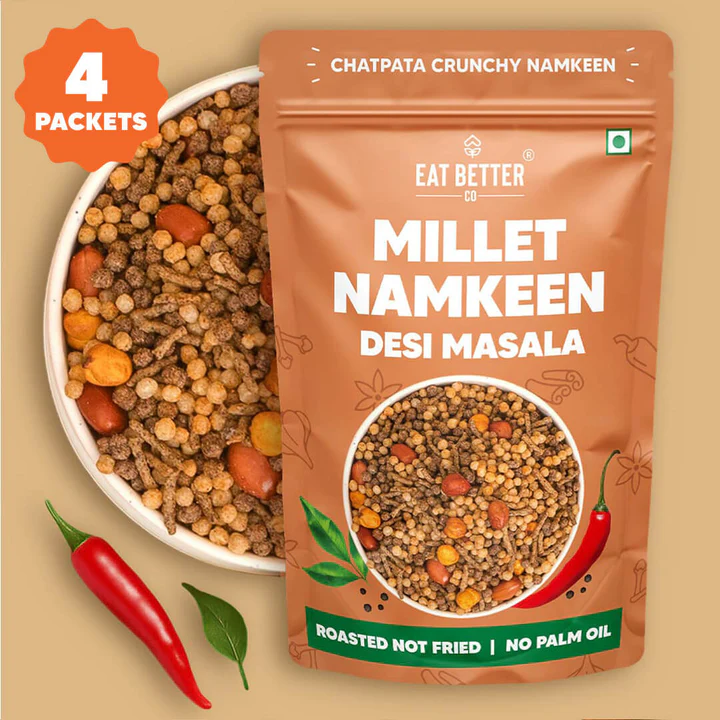 4
PACKETS
CHATPATA CRUNCHY NAMKEEN
EAT BETTER®
CO
MILLET
NAMKEEN
DESI MASALA
ROASTED NOT FRIED | NO PALM OIL